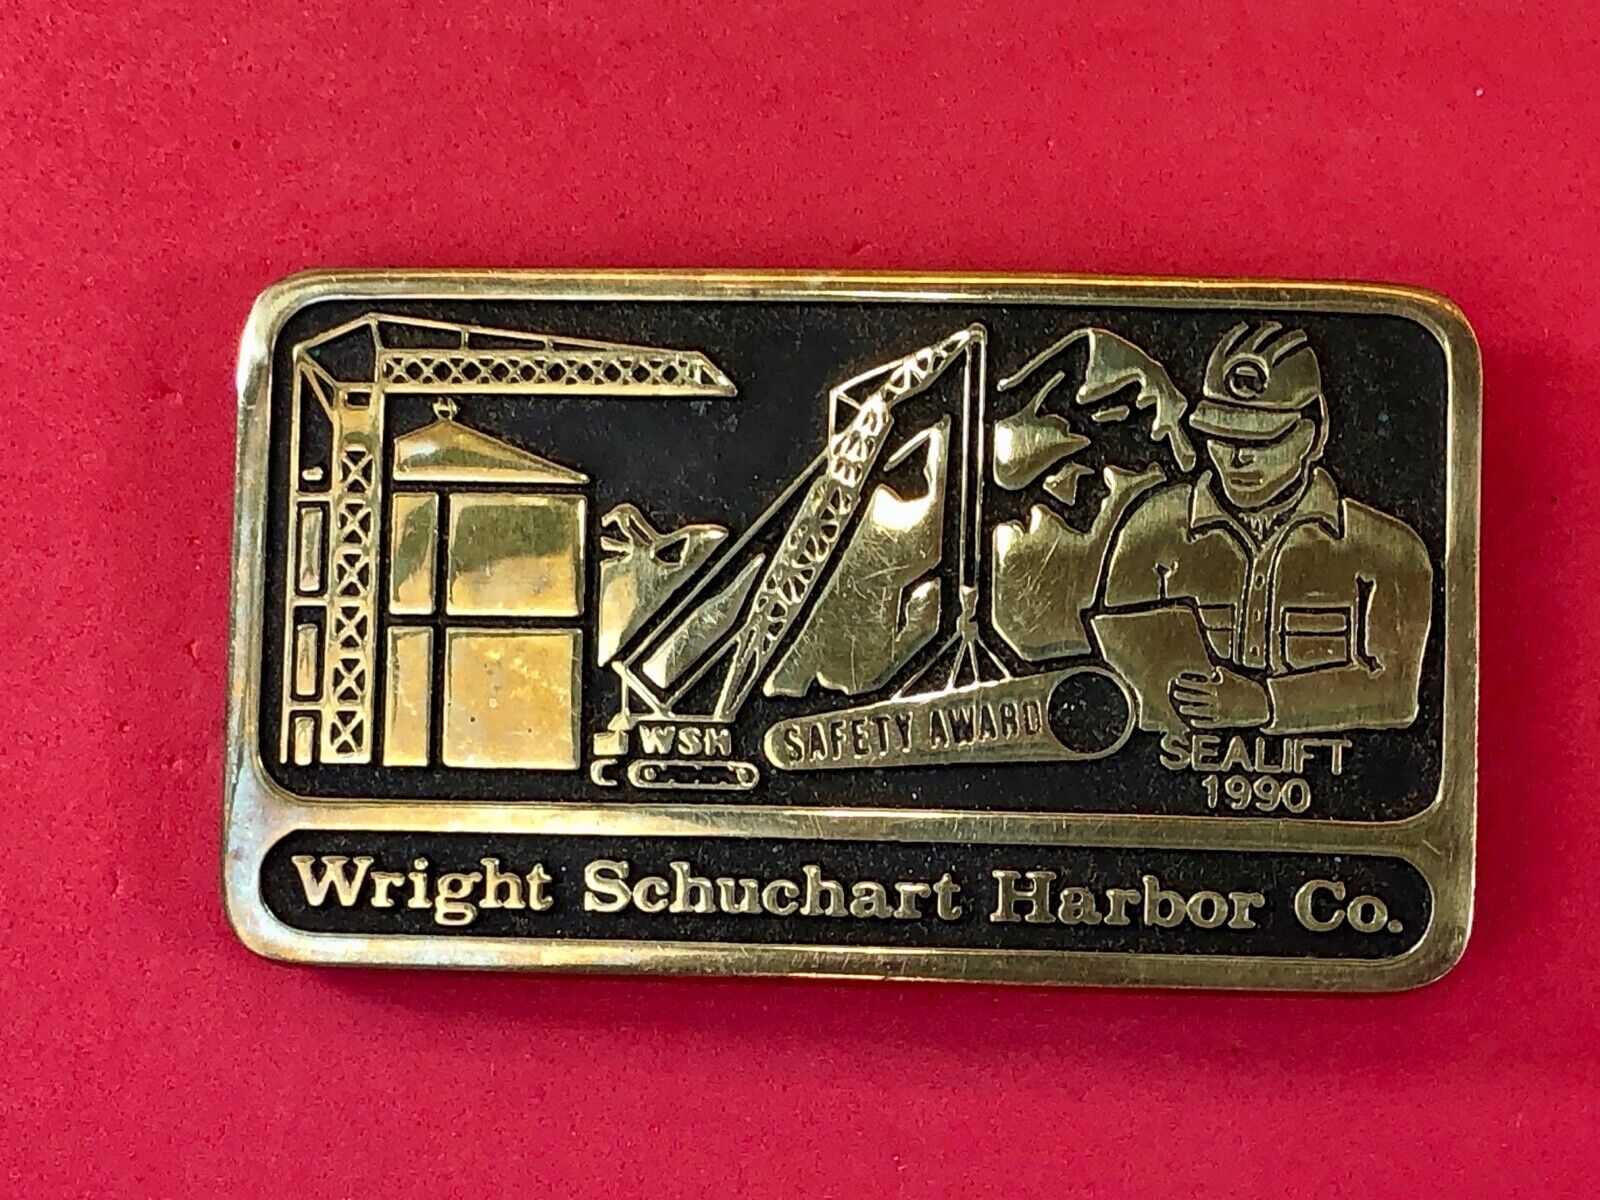 WSH
SAFETY AWARD
SEALIFT
1990
Wright Schuchart Harbor Co.